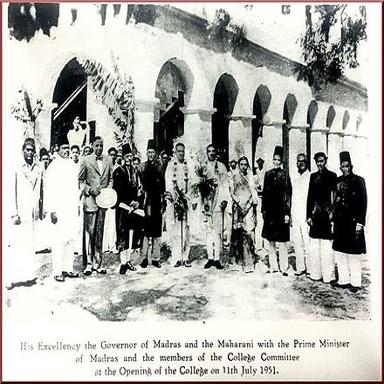 His Excellency the Governor of Madras and the Maharani with the Prime Minister
of Madras and the members of the College Committee
at the Opening of the College on 11th July 1951.